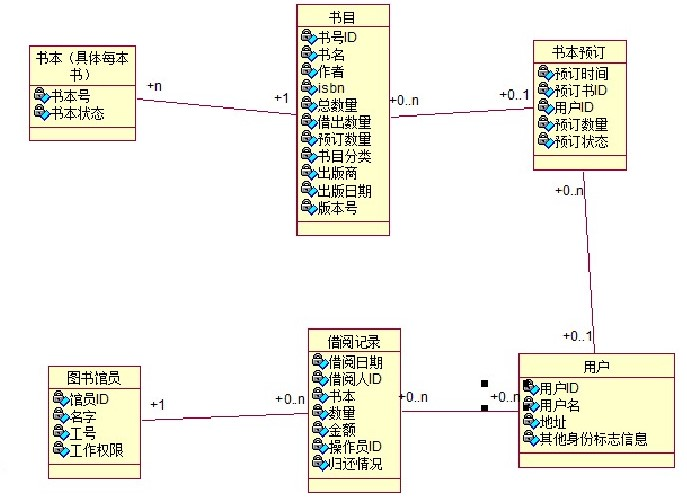 书目
书号ID
书名
作者
isbn
总数量
借出数量
预订数量
书目分类
出版商
出版日期
版本号
书本（具体每本
书）
书本号
书本状态
+n
+1
书本预订
预订时间
预订书ID
用户ID
预订数量
预订状态
+0..n
+0..1
+0..n
+0..1
借阅记录
借阅日期
借阅人ID
书本
数量
金额
操作员ID
归还情况
图书馆员
馆员ID
名字
工号
工作权限
+1
+0..n
+0..n
+0..n
用户
用户ID
用户名
地址
其他身份标志信息